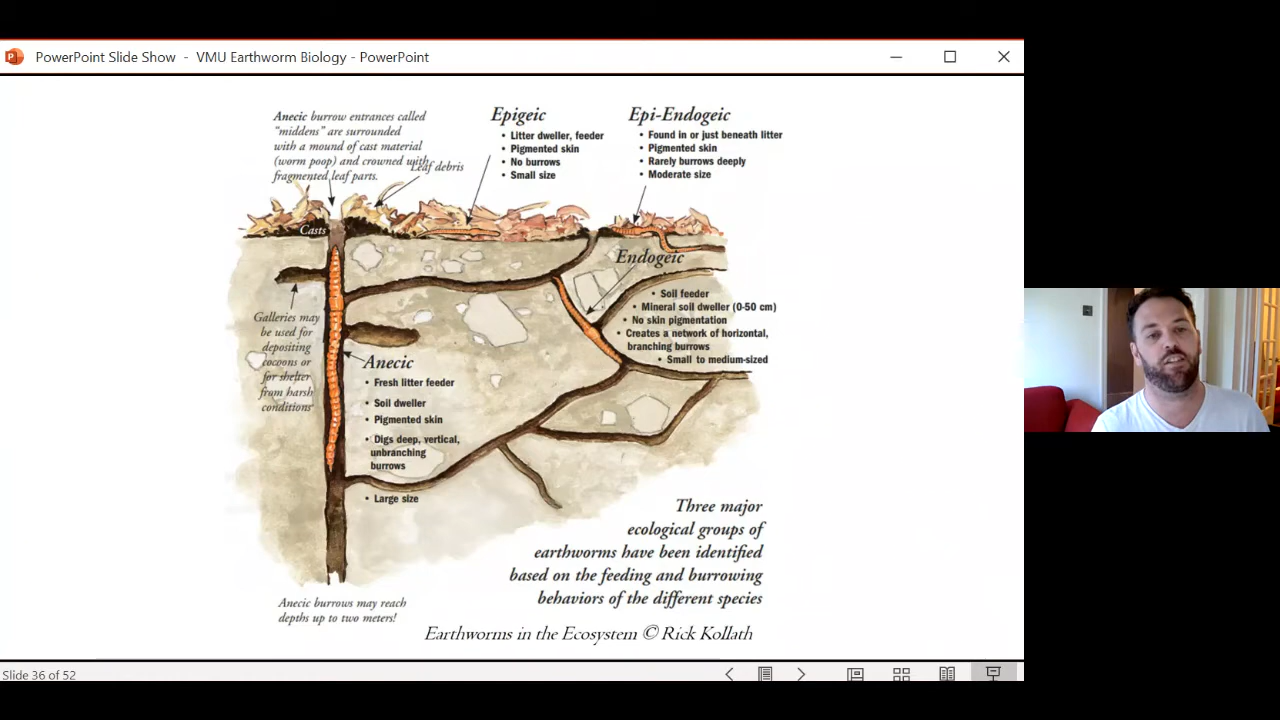 PowerPoint Slide Show - VMU Earthworm Biology - PowerPoint
Anecic burrow entrances called
"middens" are surrounded
with a mound of cast material
(worm poop) and crowned with
fragmented leaf parts.
Leaf debris
Epigeic
• Litter dweller, feeder
• Pigmented skin
• No burrows
• Small size
Epi-Endogeic
• Found in or just beneath litter
• Pigmented skin
• Rarely burrows deeply
• Moderate size
Casts
Endogeic
• Soil feeder
• Mineral soil dweller (0-50 cm)
• No skin pigmentation
• Creates a network of horizontal,
branching burrows
• Small to medium-sized
Galleries may
be used for
depositing
cocoons or
for shelter
from harsh
conditions
Anecic
• Fresh litter feeder
• Soil dweller
• Pigmented skin
• Digs deep, vertical,
unbranching
burrows
• Large size
Three major
ecological groups of
earthworms have been identified
based on the feeding and burrowing
behaviors of the different species
Anecic burrows may reach
depths up to two meters!
Earthworms in the Ecosystem © Rick Kollath
Slide 36 of 52